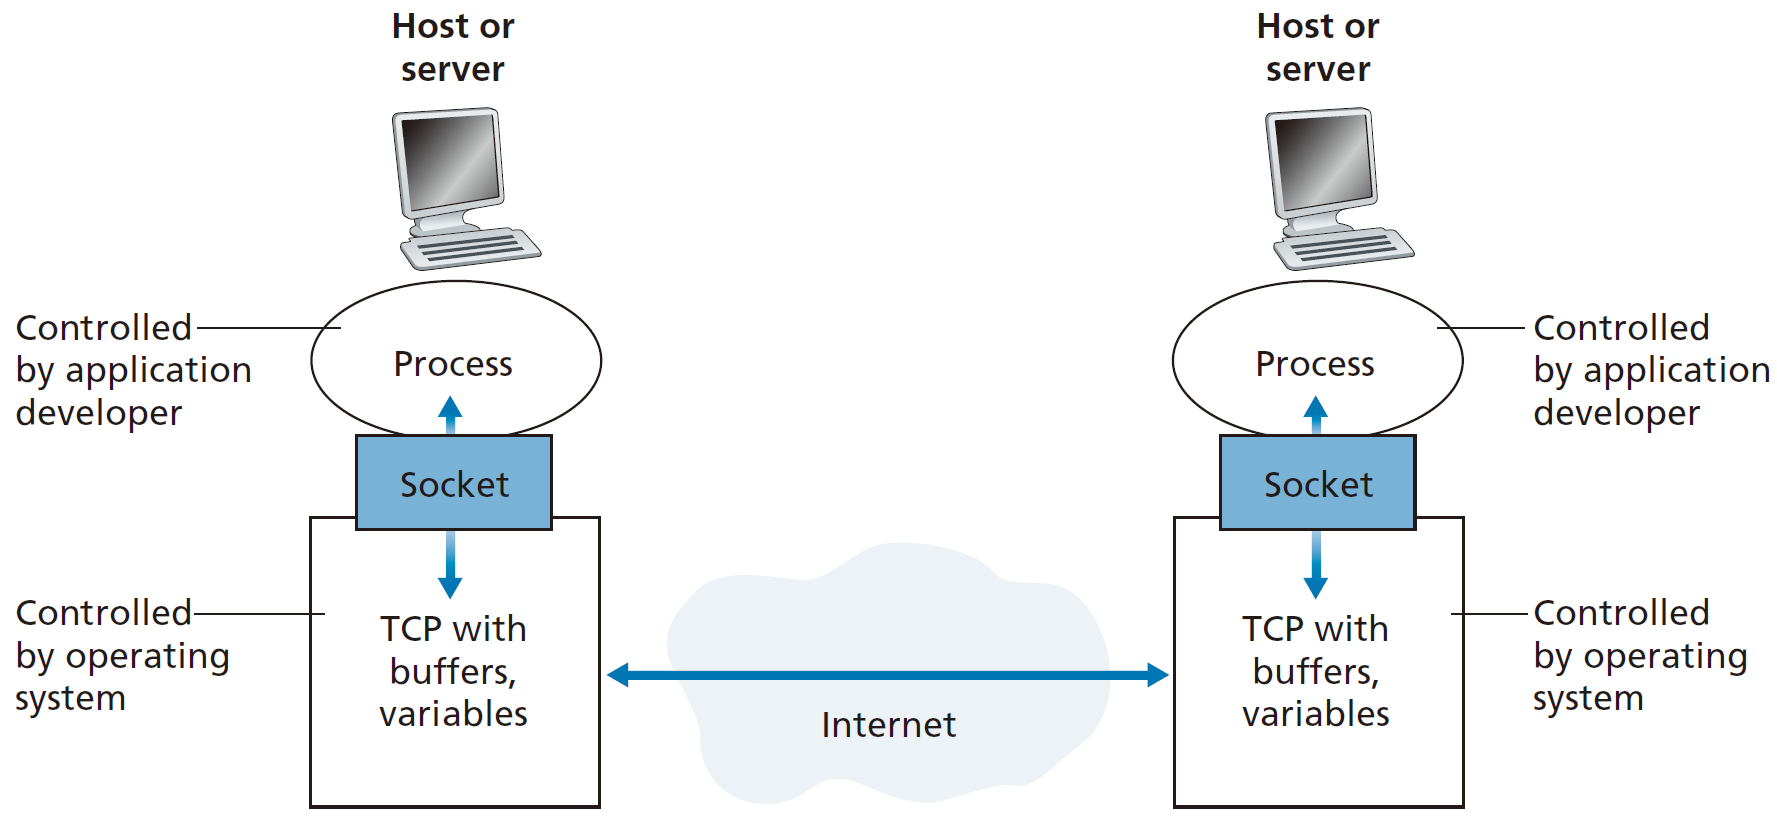 Host or
server
Host or
server
Controlled
by application
developer
Process
Process
Controlled
by application
developer
Socket
Socket
Controlled
by operating
system
TCP with
buffers,
variables
Internet
TCP with
buffers,
variables
Controlled
by operating
system